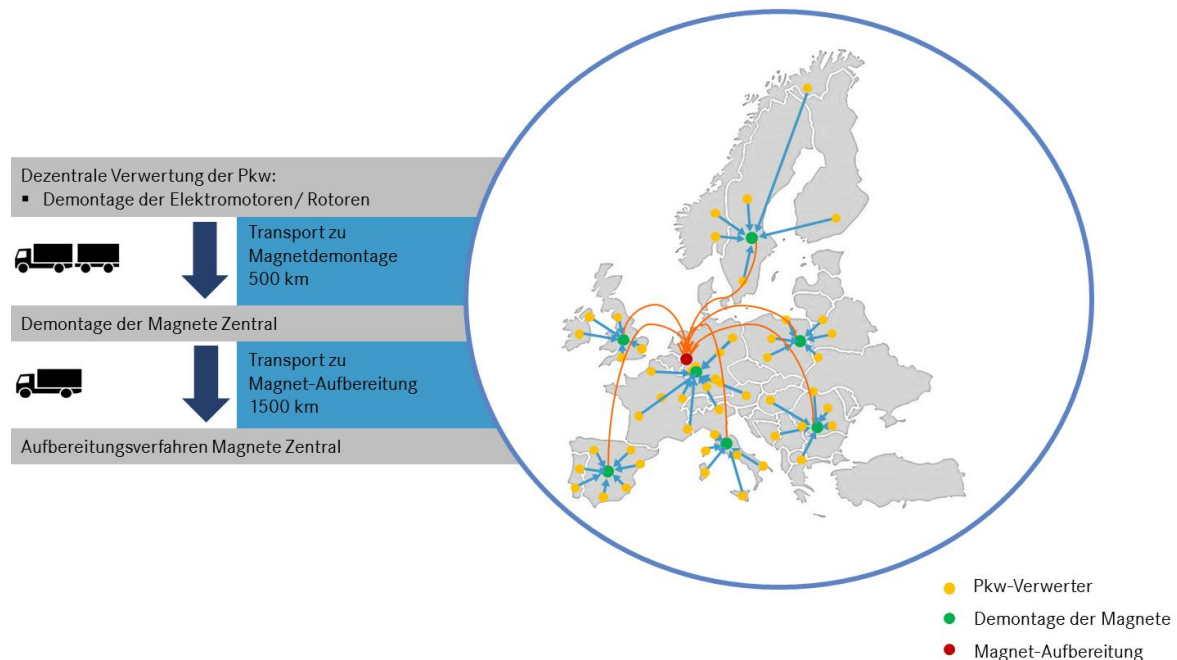 Dezentrale Verwertung der Pkw:
▪ Demontage der Elektromotoren/ Rotoren
Transport zu
Magnetdemontage
500 km
Demontage der Magnete Zentral
Transport zu
Magnet-Aufbereitung
1500 km
Aufbereitungsverfahren Magnete Zentral
Pkw-Verwerter
Demontage der Magnete
Magnet-Aufbereitung